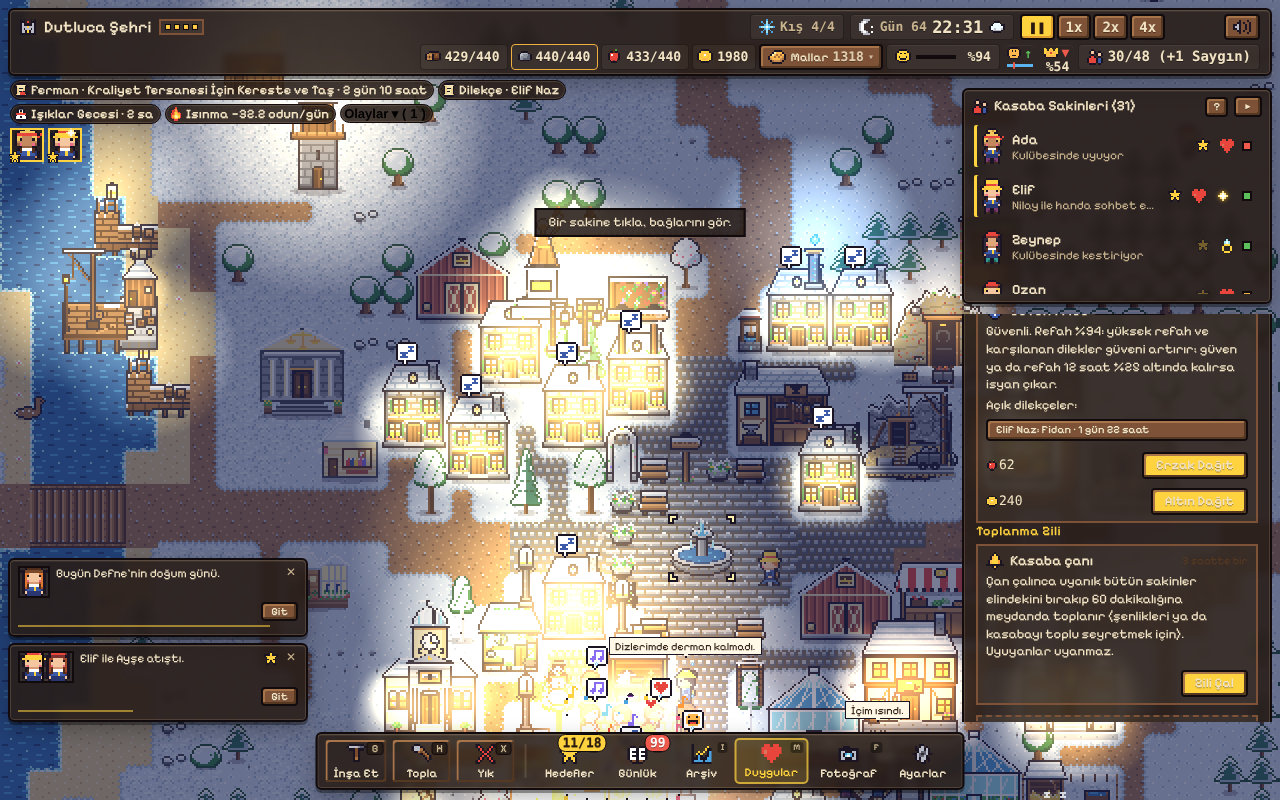 Dutluca Şehri
Kış 4/4
Gün 64 22:31
1x
2x
4x
429/440
440/440
433/440
1980
Mallar 1318
%94
%54
30/48 (+1 Saygın)
Ferman · Kraliyet Tersanesi İçin Kereste ve Taş · 2 gün 10 saat
Dilekçe · Elif Naz
Işıklar Gecesi · 2 sa
Isınma -32.2 odun/gün
Olaylar ▾ ( 1 )
Bir sakine tıkla, bağlarını gör.
Kasaba Sakinleri (31)
?
Ada
Kulübesinde uyuyor
Elif
Nilay ile handa sohbet e...
Zeynep
Kulübesinde kestiriyor
Ozan
Güvenli. Refah %94: yüksek refah ve
karşılanan dilekler güveni artırır; güven
ya da refah 12 saat %28 altında kalırsa
isyan çıkar.
Açık dilekçeler:
Elif Naz: Fidan · 1 gün 22 saat
62
Erzak Dağıt
240
Altın Dağıt
Toplanma Zili
Kasaba çanı
3 saatte bir
Çan çalınca uyanık bütün sakinler
elindekini bırakıp 60 dakikalığına
meydanda toplanır (şenlikleri ya da
kasabayı toplu seyretmek için).
Uyuyanlar uyanmaz.
Zili Çal
Bugün Defne'nin doğum günü.
Git
Elif ile Ayşe atıştı.
Git
Dizlerimde derman kalmadı.
İçim ısındı.
İnşa Et
G
Topla
H
Yık
X
11/18
Hedefler
99
Günlük
Arşiv
I
Duygular
M
Fotoğraf
F
Ayarlar